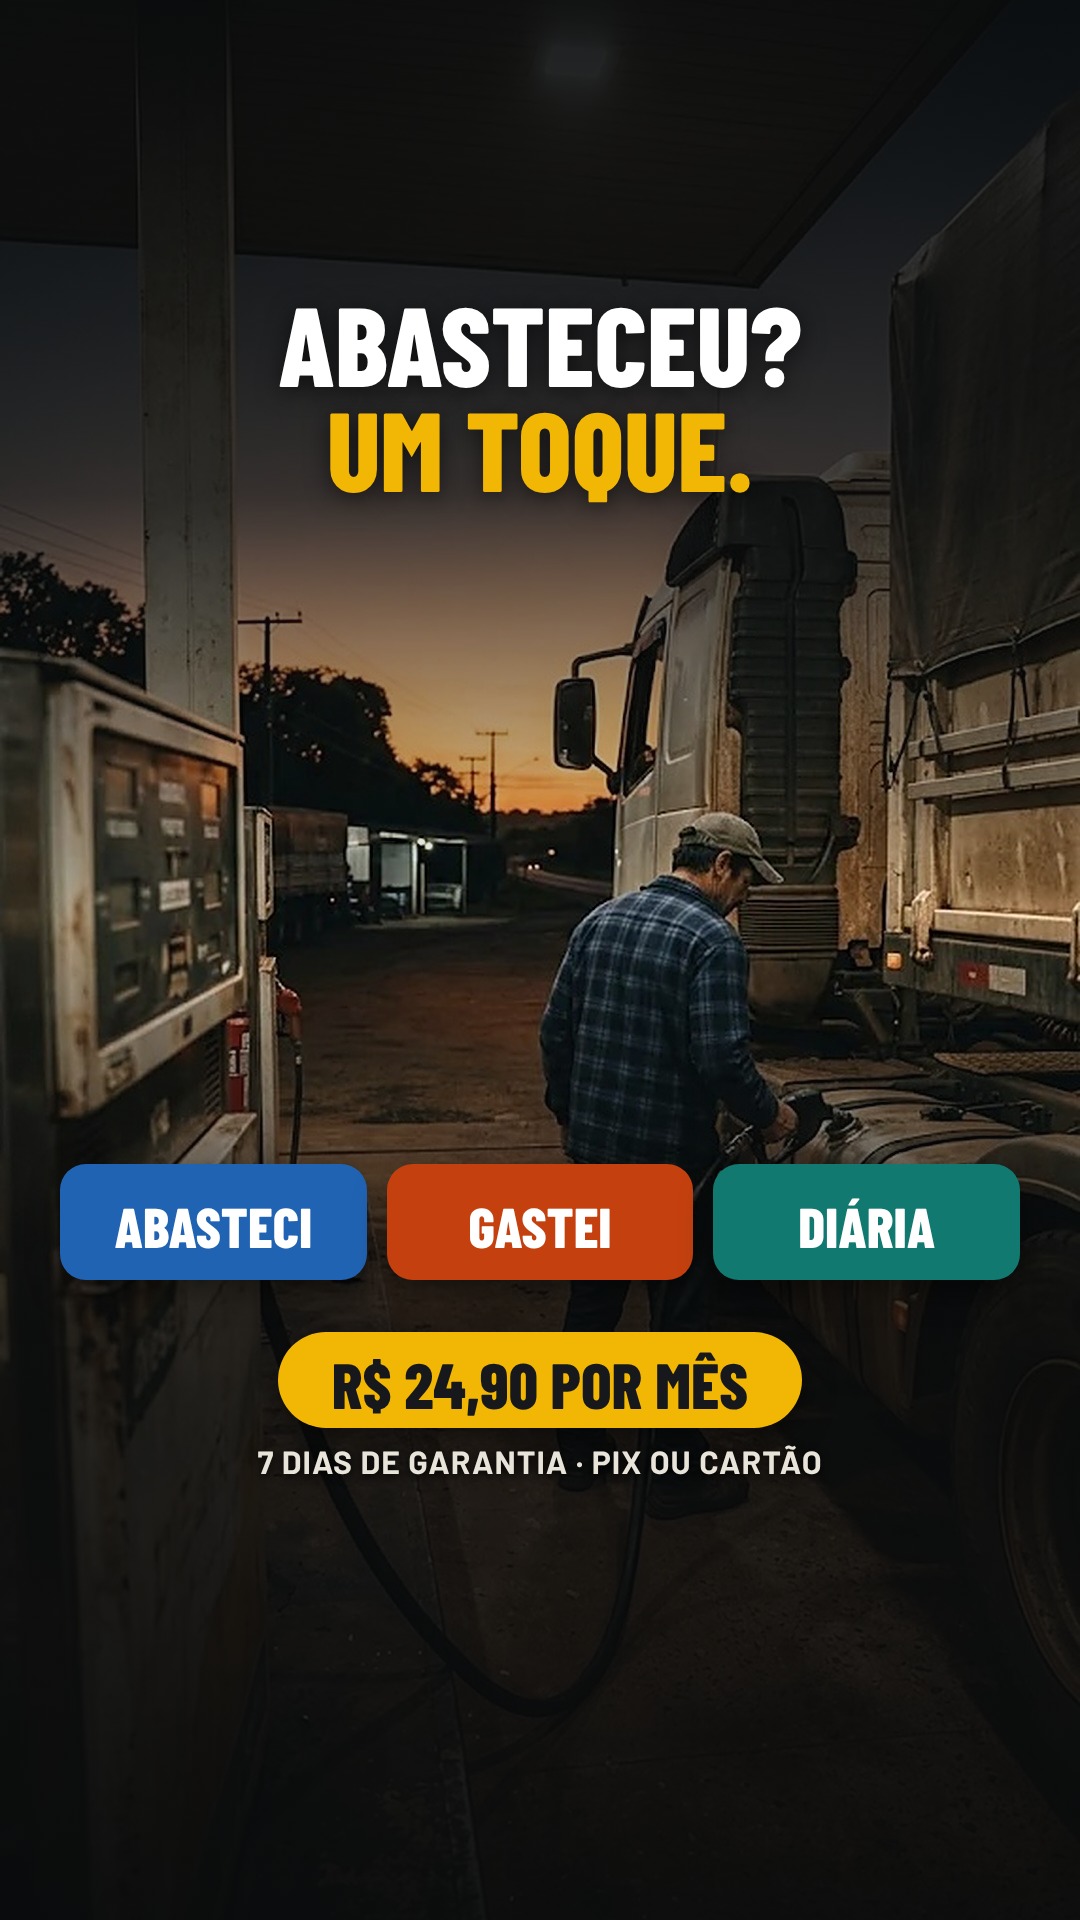 ABASTECEU?
UM TOQUE.
ABASTECI
GASTEI
DIÁRIA
R$ 24,90 POR MÊS
7 DIAS DE GARANTIA · PIX OU CARTÃO